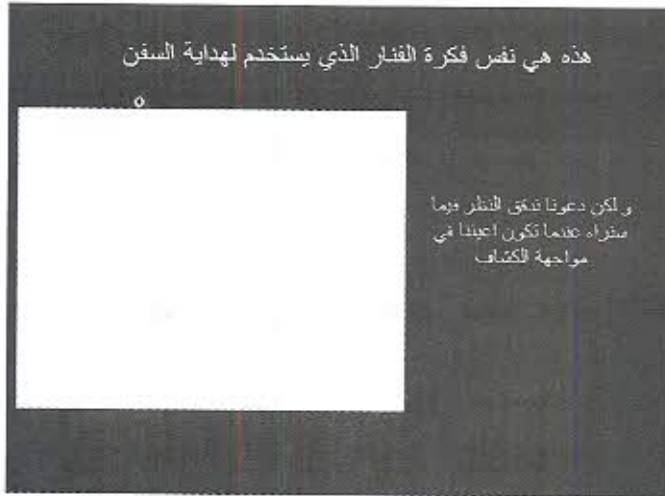 هذه هي نفس فكرة الفنار الذي يستخدم لهداية السفن
و لكن دعونا ندقق النظر فيما
سنراه عندما تكون اعيننا في
مواجهة الكشاف